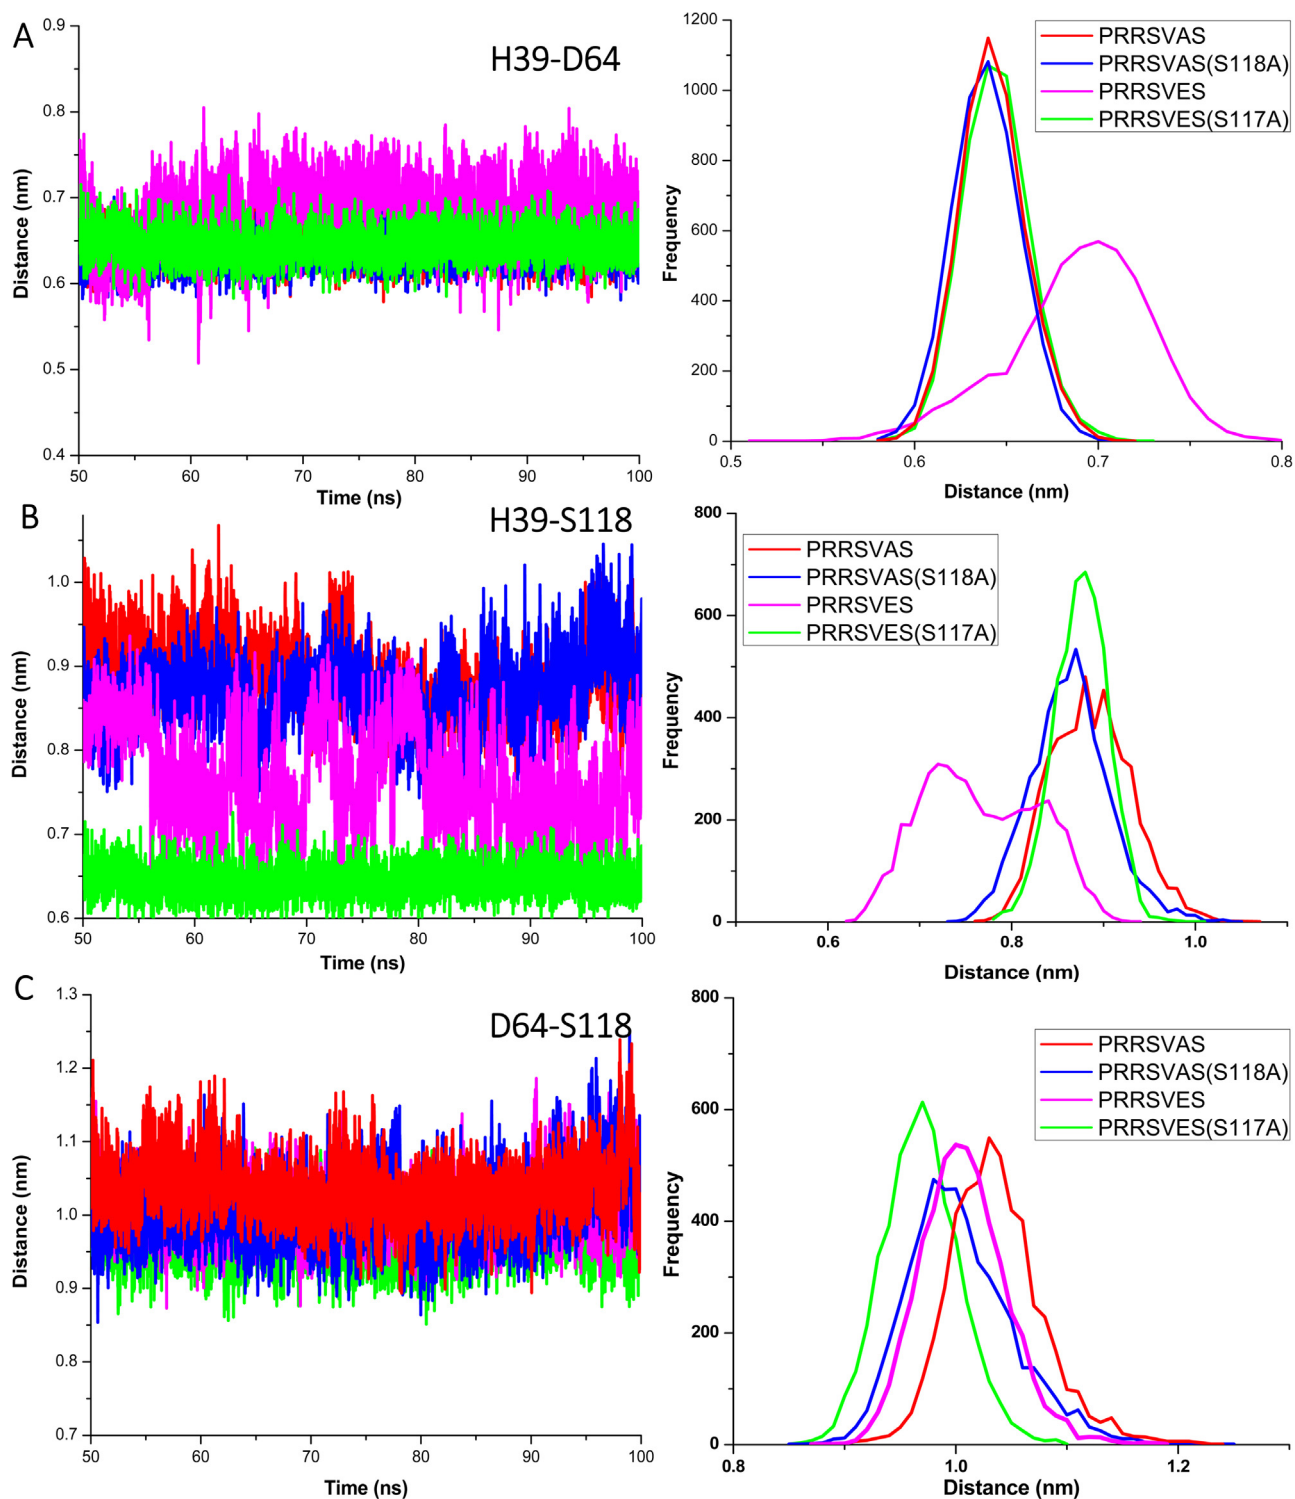 A
H39-D64
Distance (nm)
0.9
0.8
0.7
0.6
0.5
0.4
50
60
70
80
90
100
Time (ns)
Frequency
1200
1000
800
600
400
200
0
0.5
0.6
0.7
0.8
Distance (nm)
PRRSVAS
PRRSVAS(S118A)
PRRSVES
PRRSVES(S117A)
B
H39-S118
Distance (nm)
1.0
0.9
0.8
0.7
0.6
50
60
70
80
90
100
Time (ns)
Frequency
800
600
400
200
0
0.6
0.8
1.0
Distance (nm)
PRRSVAS
PRRSVAS(S118A)
PRRSVES
PRRSVES(S117A)
C
D64-S118
Distance (nm)
1.3
1.2
1.1
1.0
0.9
0.8
0.7
50
60
70
80
90
100
Time (ns)
Frequency
800
600
400
200
0
0.8
1.0
1.2
Distance (nm)
PRRSVAS
PRRSVAS(S118A)
PRRSVES
PRRSVES(S117A)